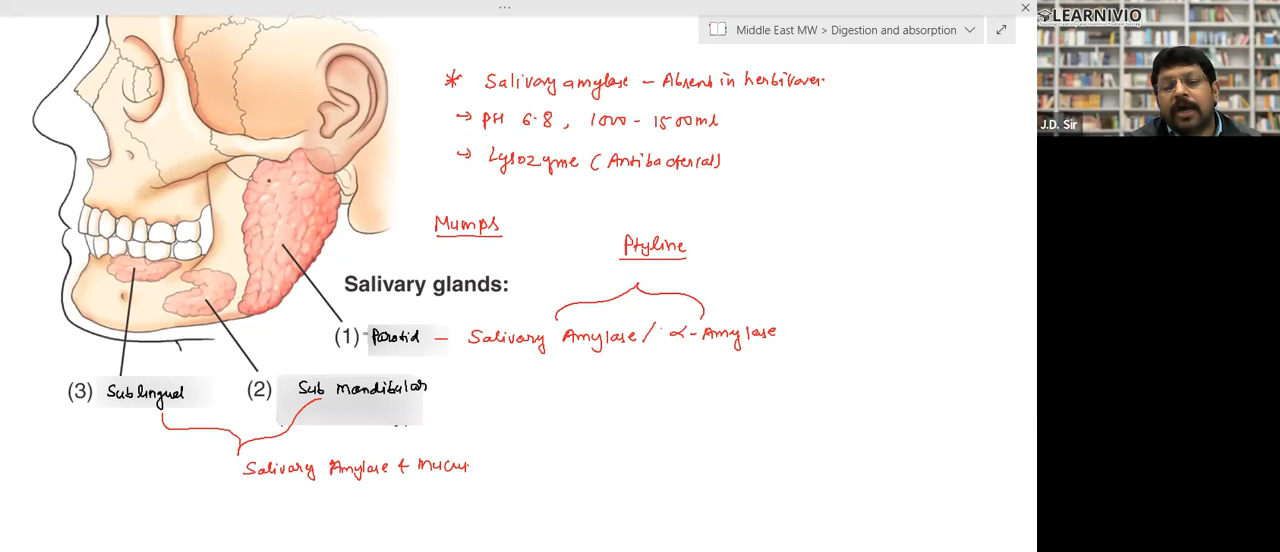 Middle East MW > Digestion and absorption
LEARNIVIO
J.D. Sir
* Salivary amylase – Absent in herbivores.
→ PH 6.8, 1000 - 1500ml
→ Lysozyme (Antibacterial)
Mumps
Ptyline
Salivary glands:
(1) Parotid – Salivary Amylase / α-Amylase
(3) Sublingual
(2) Sub mandibular
Salivary Amylase & Mucus